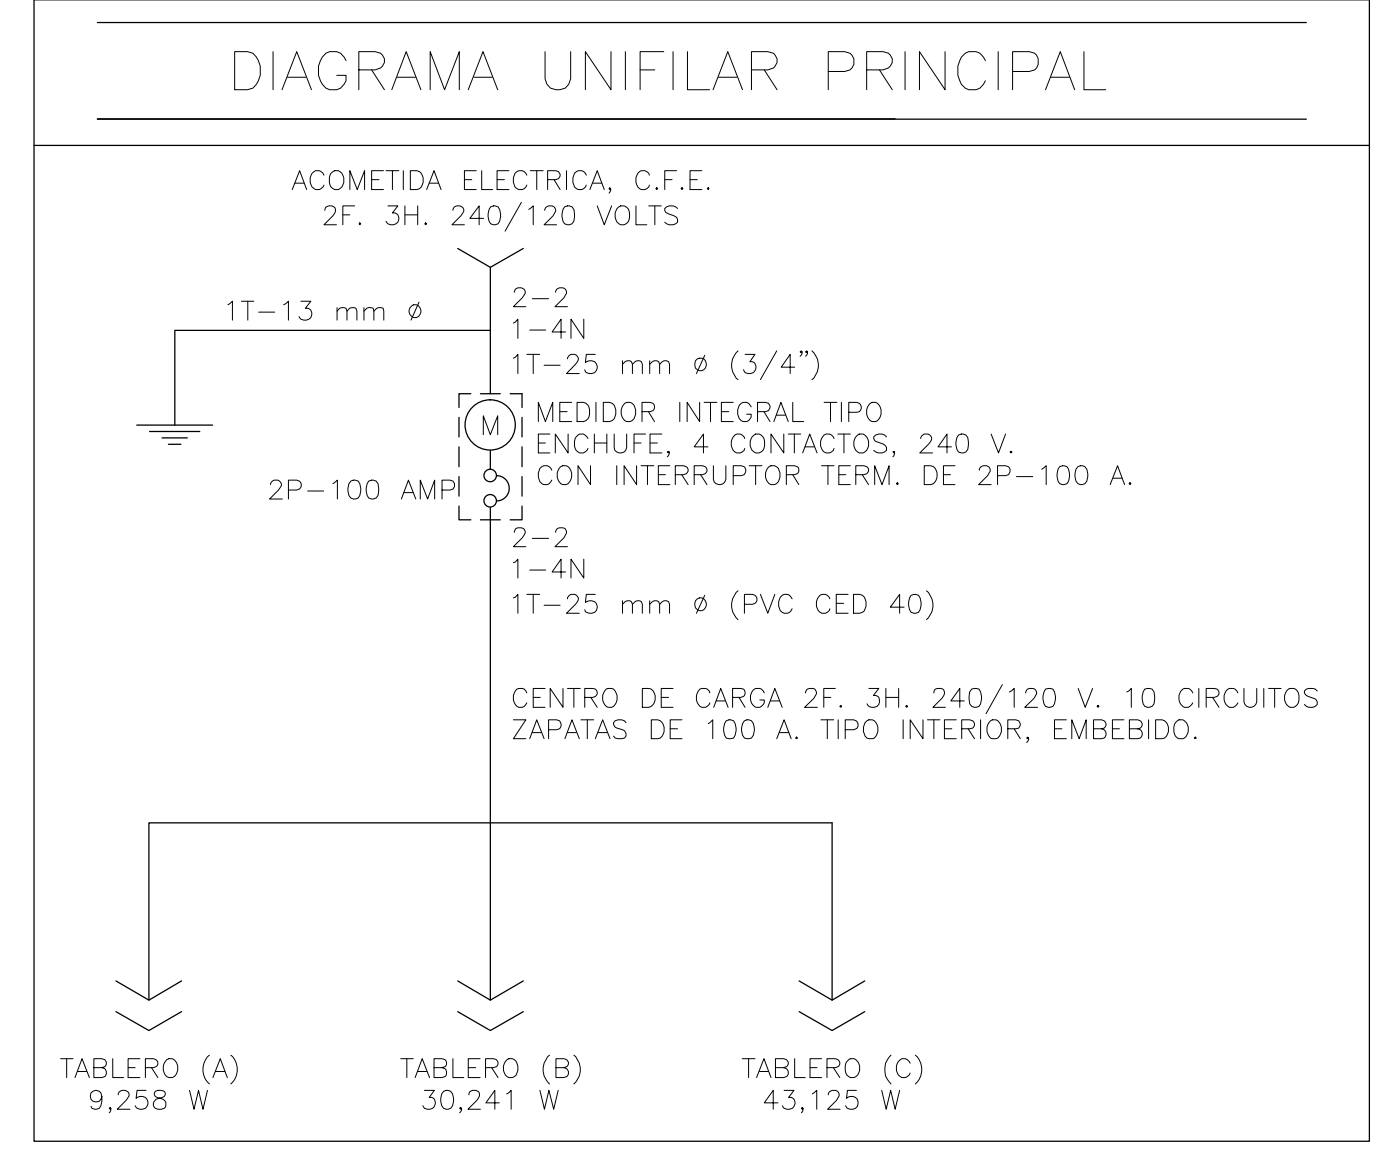 DIAGRAMA UNIFILAR PRINCIPAL
ACOMETIDA ELECTRICA, C.F.E.
2F. 3H. 240/120 VOLTS
1T-13 mm ø
2-2
1-4N
1T-25 mm ø (3/4")
M
MEDIDOR INTEGRAL TIPO
ENCHUFE, 4 CONTACTOS, 240 V.
CON INTERRUPTOR TERM. DE 2P-100 A.
2P-100 AMP
2-2
1-4N
1T-25 mm ø (PVC CED 40)
CENTRO DE CARGA 2F. 3H. 240/120 V. 10 CIRCUITOS
ZAPATAS DE 100 A. TIPO INTERIOR, EMBEBIDO.
TABLERO (A)
9,258 W
TABLERO (B)
30,241 W
TABLERO (C)
43,125 W